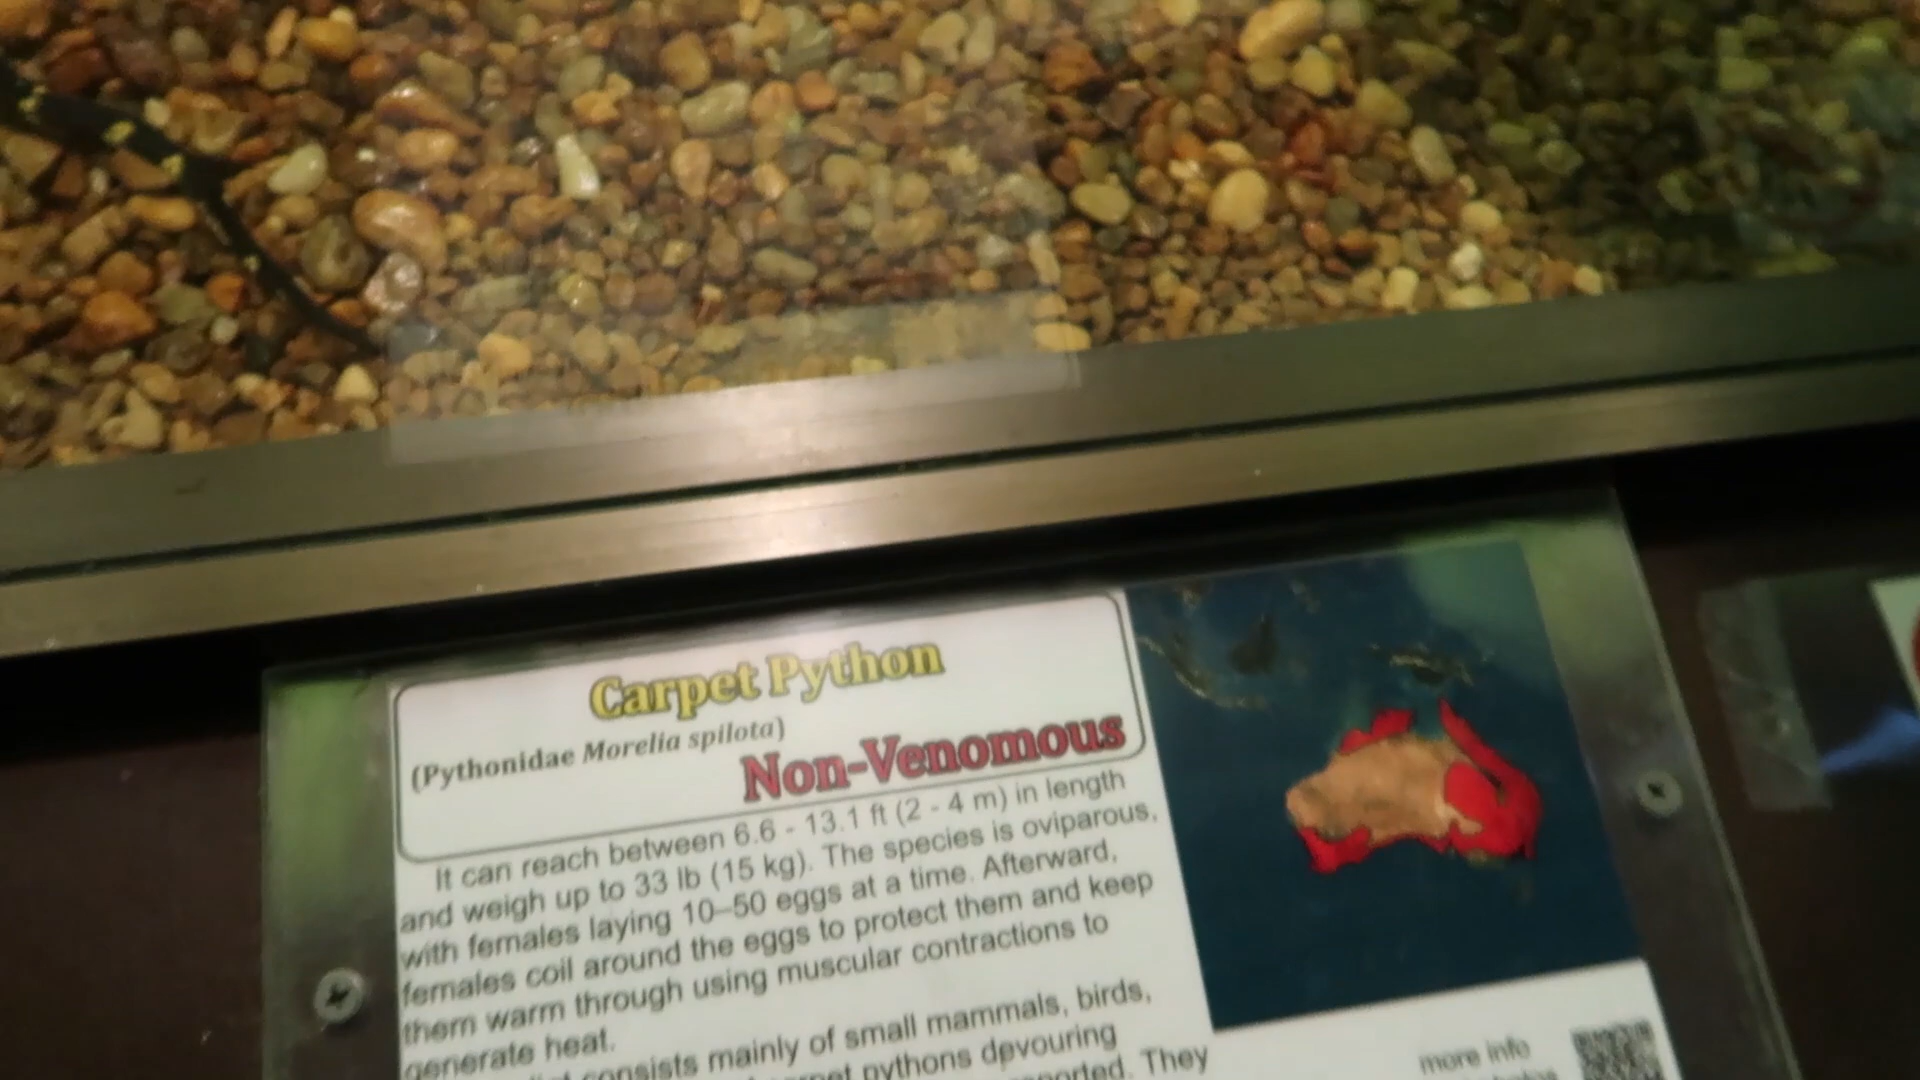 Carpet Python
(Pythonidae Morelia spilota)
Non-Venomous
It can reach between 6.6 - 13.1 ft (2 - 4 m) in length
and weigh up to 33 lb (15 kg). The species is oviparous,
with females laying 10–50 eggs at a time. Afterward,
females coil around the eggs to protect them and keep
them warm through using muscular contractions to
generate heat.
consists mainly of small mammals, birds,
pythons devouring
They
more info